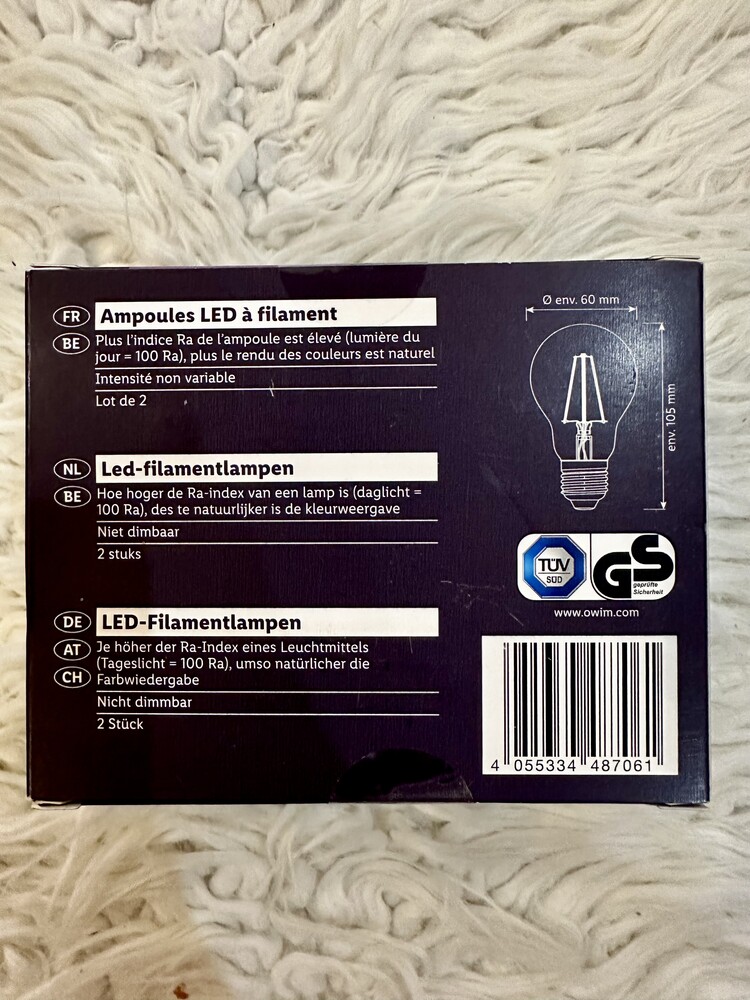 FR
BE
Ampoules LED à filament
Plus l'indice Ra de l'ampoule est élevé (lumière du
jour = 100 Ra), plus le rendu des couleurs est naturel
Intensité non variable
Lot de 2
NL
BE
Led-filamentlampen
Hoe hoger de Ra-index van een lamp is (daglicht =
100 Ra), des te natuurlijker is de kleurweergave
Niet dimbaar
2 stuks
DE
AT
CH
LED-Filamentlampen
Je höher der Ra-Index eines Leuchtmittels
(Tageslicht = 100 Ra), umso natürlicher die
Farbwiedergabe
Nicht dimmbar
2 Stück
Ø env. 60 mm
env. 105 mm
TÜV
SÜD
GS
geprüfte
Sicherheit
www.owim.com
4 055334 487061